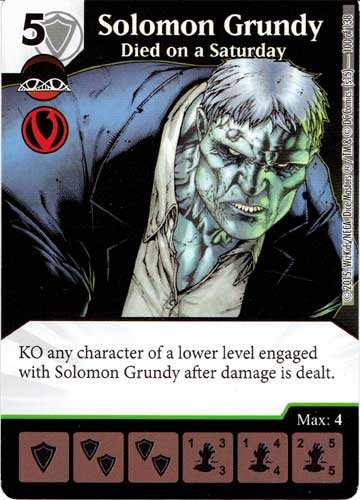 5
Solomon Grundy
Died on a Saturday
KO any character of a lower level engaged
with Solomon Grundy after damage is dealt.
Max: 4
1 3 3
1 4 4
2 5 5